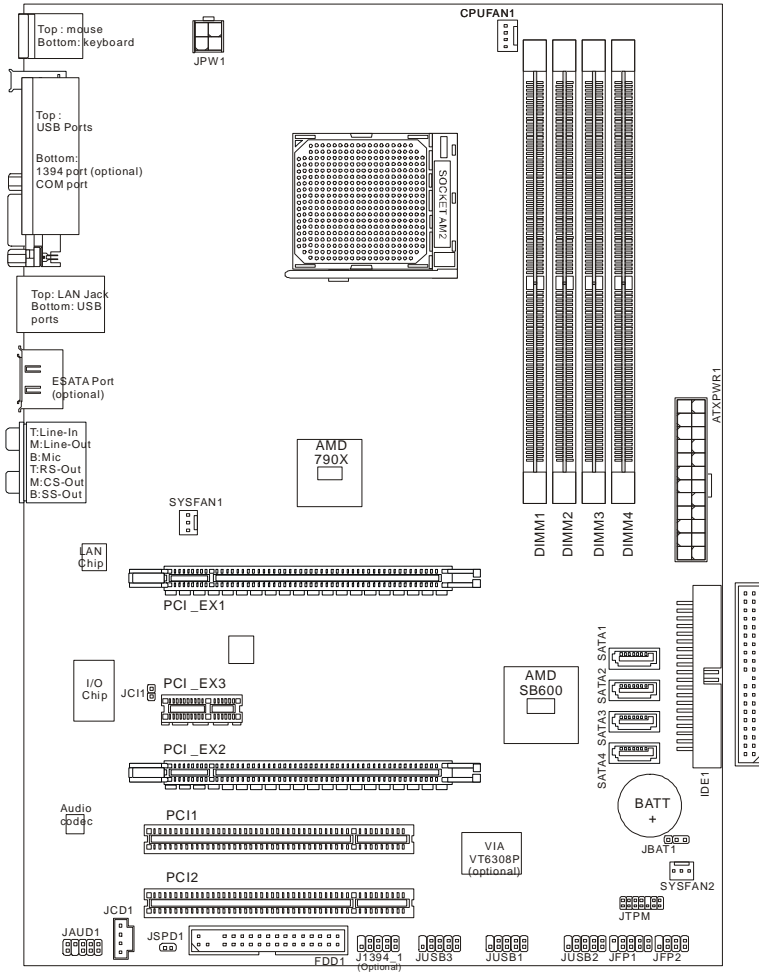 CPUFAN1
Top : mouse
Bottom: keyboard
JPW1
Top :
USB Ports
Bottom:
1394 port (optional)
COM port
SOCKET AM2
Top: LAN Jack
Bottom: USB
ports
ESATA Port
(optional)
ATXPWR1
T:Line-In
M:Line-Out
B:Mic
T:RS-Out
M:CS-Out
B:SS-Out
AMD
790X
SYSFAN1
DIMM1
DIMM2
DIMM3
DIMM4
LAN
Chip
PCI_EX1
SATA1
SATA2
SATA3
SATA4
I/O
Chip
JCI1
PCI_EX3
AMD
SB600
PCI_EX2
IDE1
BATT
+
Audio
codec
PCI1
VIA
VT6308P
(optional)
JBAT1
PCI2
SYSFAN2
JTPM
JCD1
JAUD1
JSPD1
FDD1
J1394_1
(Optional)
JUSB3
JUSB1
JUSB2
JFP1
JFP2